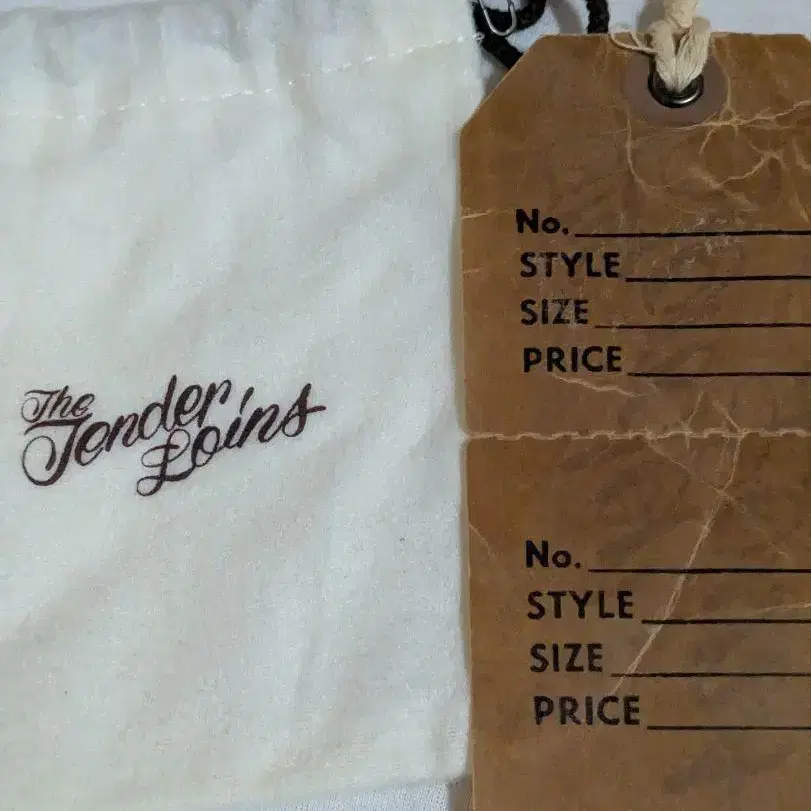 The
Tender
Loins
No.
STYLE
SIZE
PRICE
No.
STYLE
SIZE
PRICE